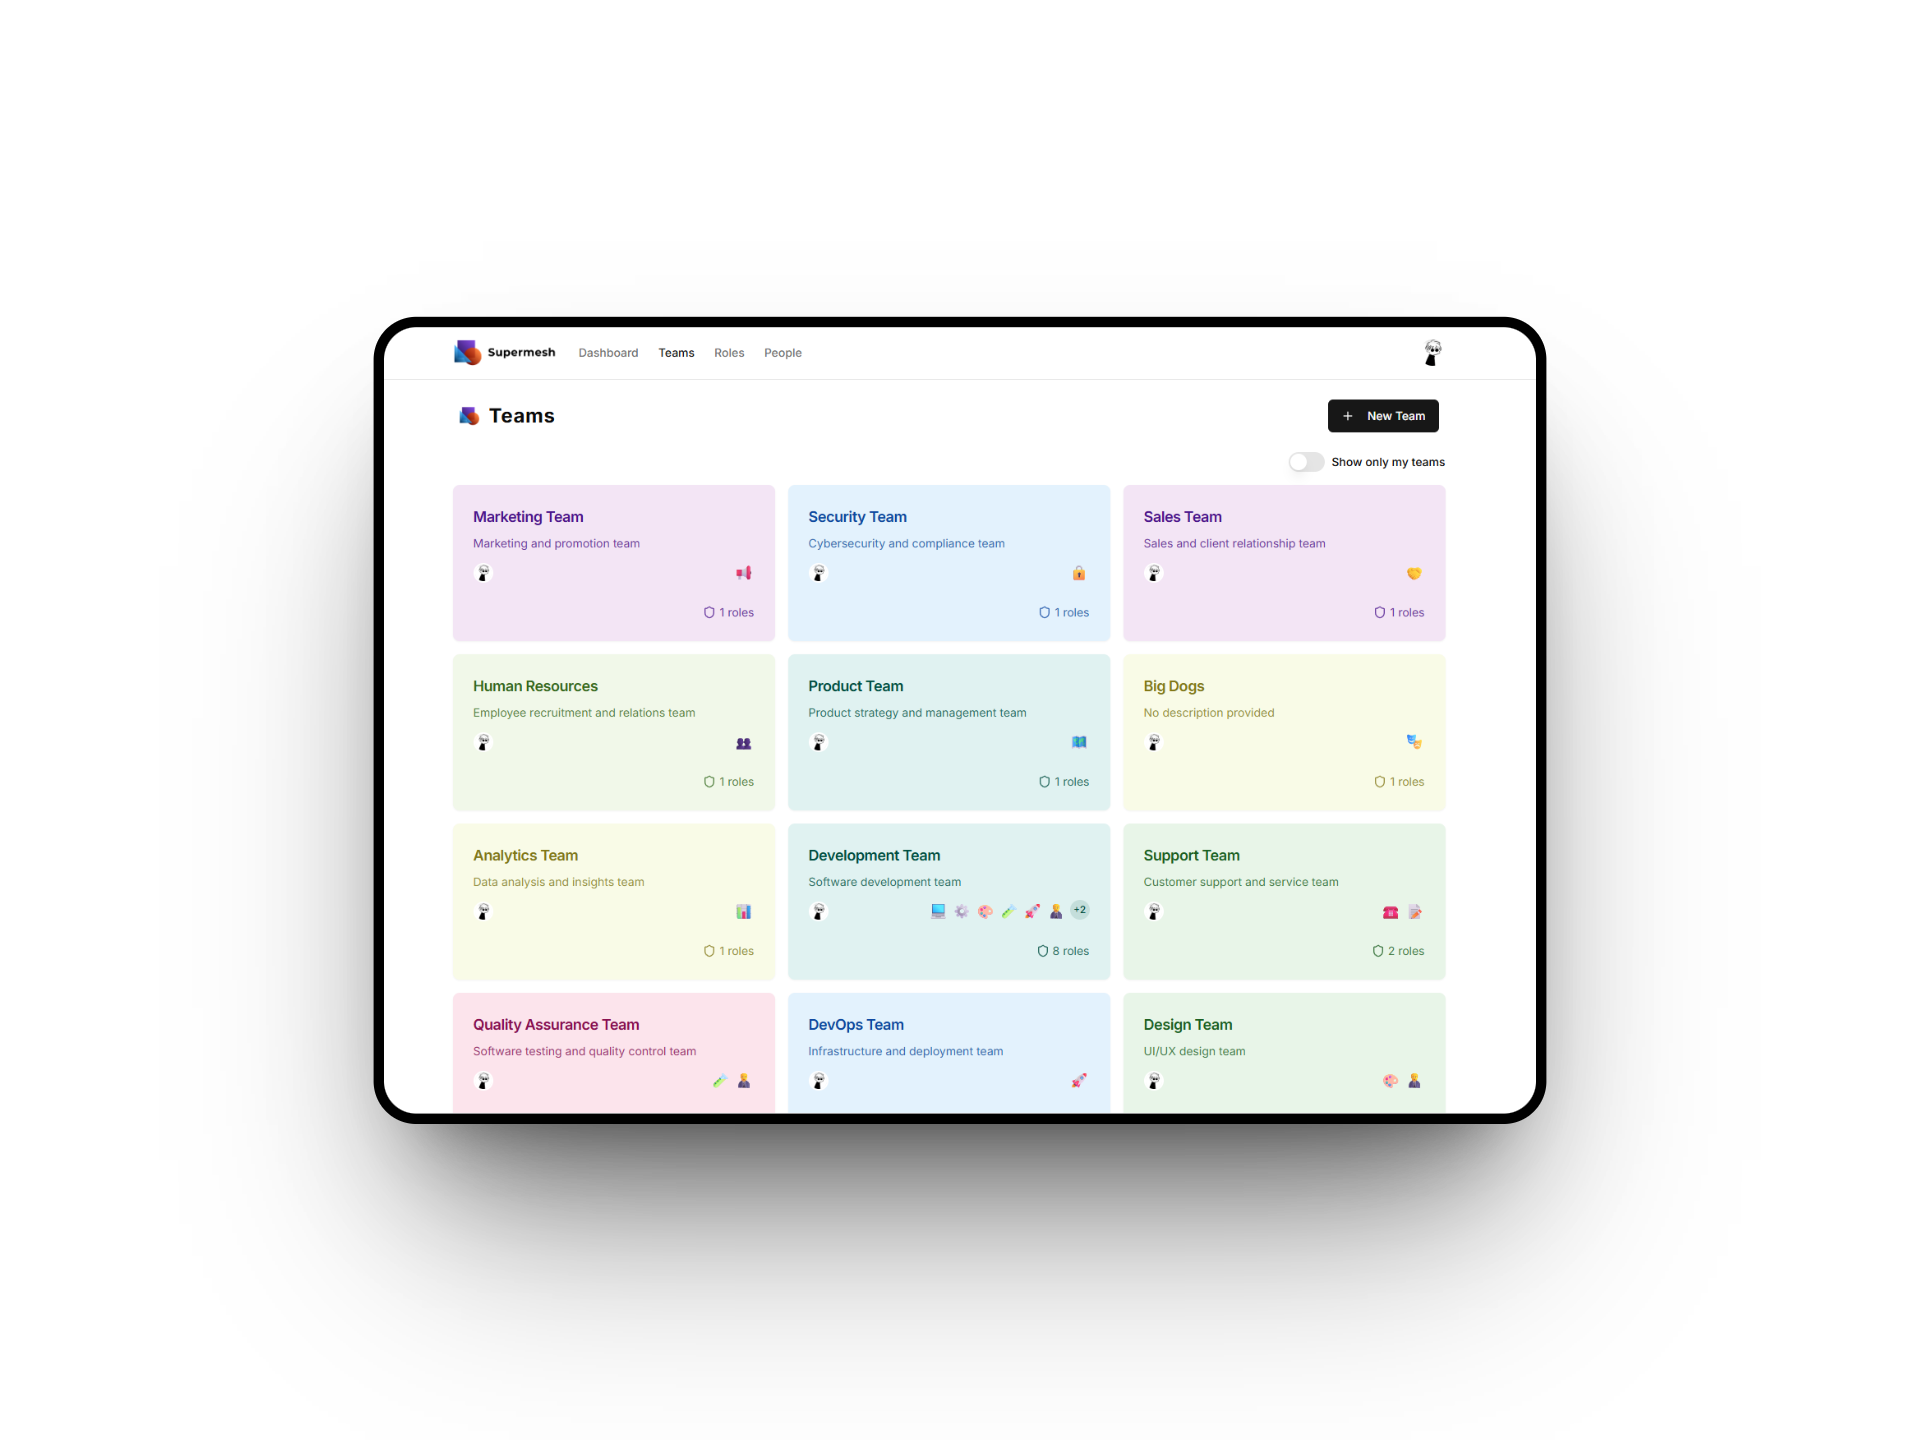 Supermesh Dashboard Teams Roles People
Teams
+ New Team
Show only my teams
Marketing Team
Marketing and promotion team
1 roles
Security Team
Cybersecurity and compliance team
1 roles
Sales Team
Sales and client relationship team
1 roles
Human Resources
Employee recruitment and relations team
1 roles
Product Team
Product strategy and management team
1 roles
Big Dogs
No description provided
1 roles
Analytics Team
Data analysis and insights team
1 roles
Development Team
Software development team
+2
8 roles
Support Team
Customer support and service team
2 roles
Quality Assurance Team
Software testing and quality control team
DevOps Team
Infrastructure and deployment team
Design Team
UI/UX design team